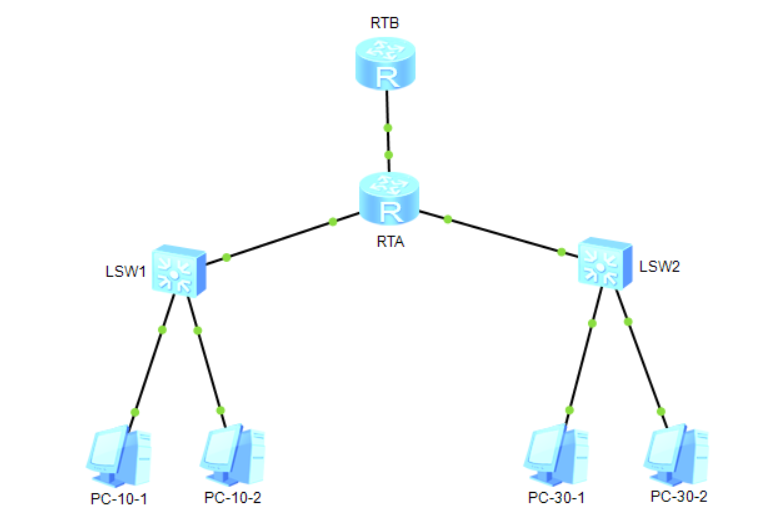 RTB
R
R
RTA
LSW1
LSW2
PC-10-1
PC-10-2
PC-30-1
PC-30-2